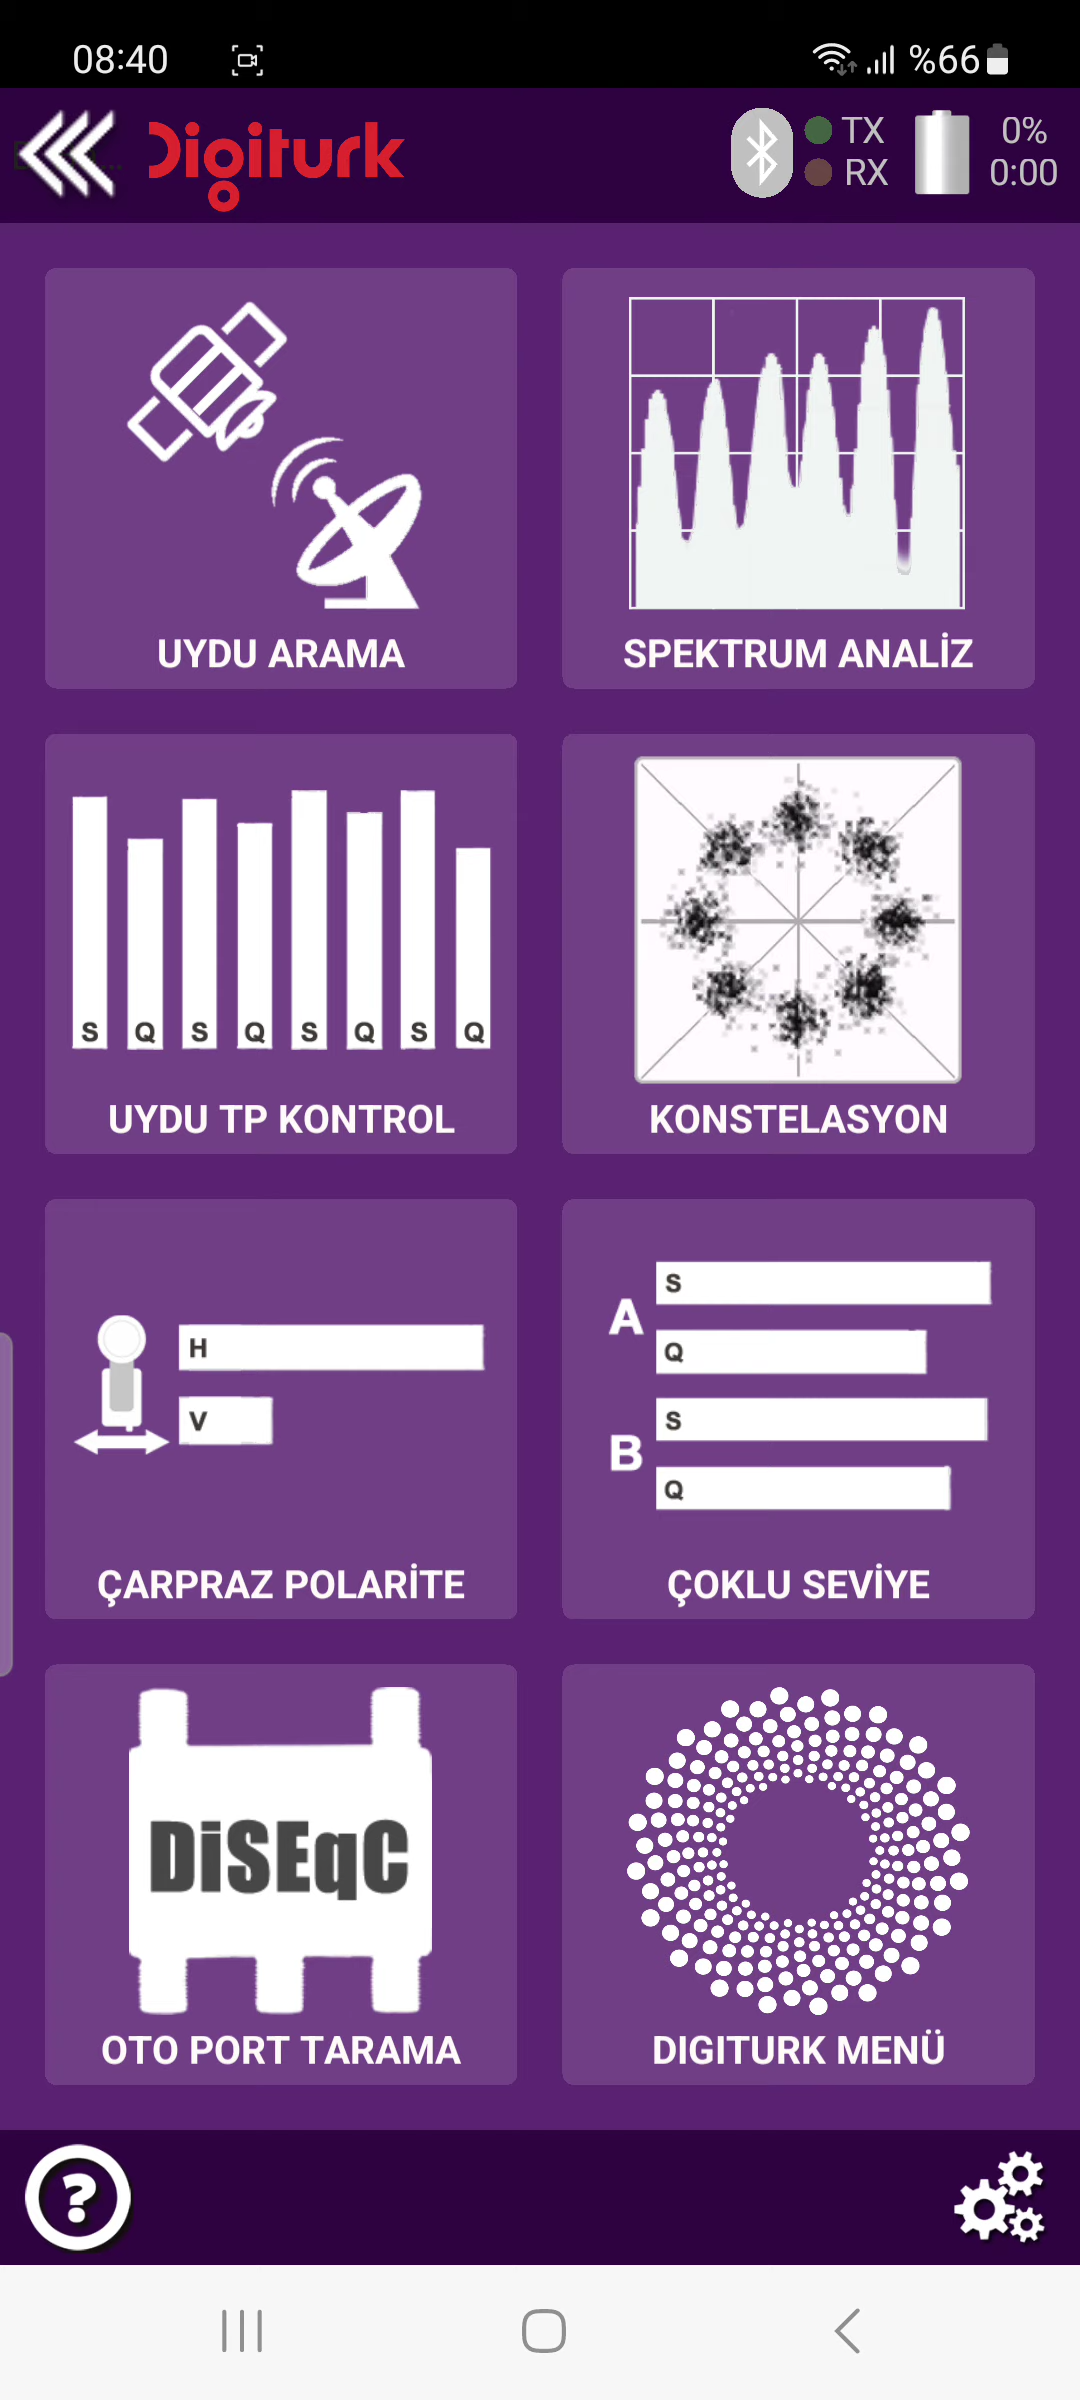 08:40
%66
Digiturk
TX
RX
0%
0:00
UYDU ARAMA
SPEKTRUM ANALİZ
S Q S Q S Q S Q
UYDU TP KONTROL
KONSTELASYON
H
V
ÇARPRAZ POLARİTE
A
S
Q
B
S
Q
ÇOKLU SEVİYE
DiSEqC
OTO PORT TARAMA
DIGITURK MENÜ
?